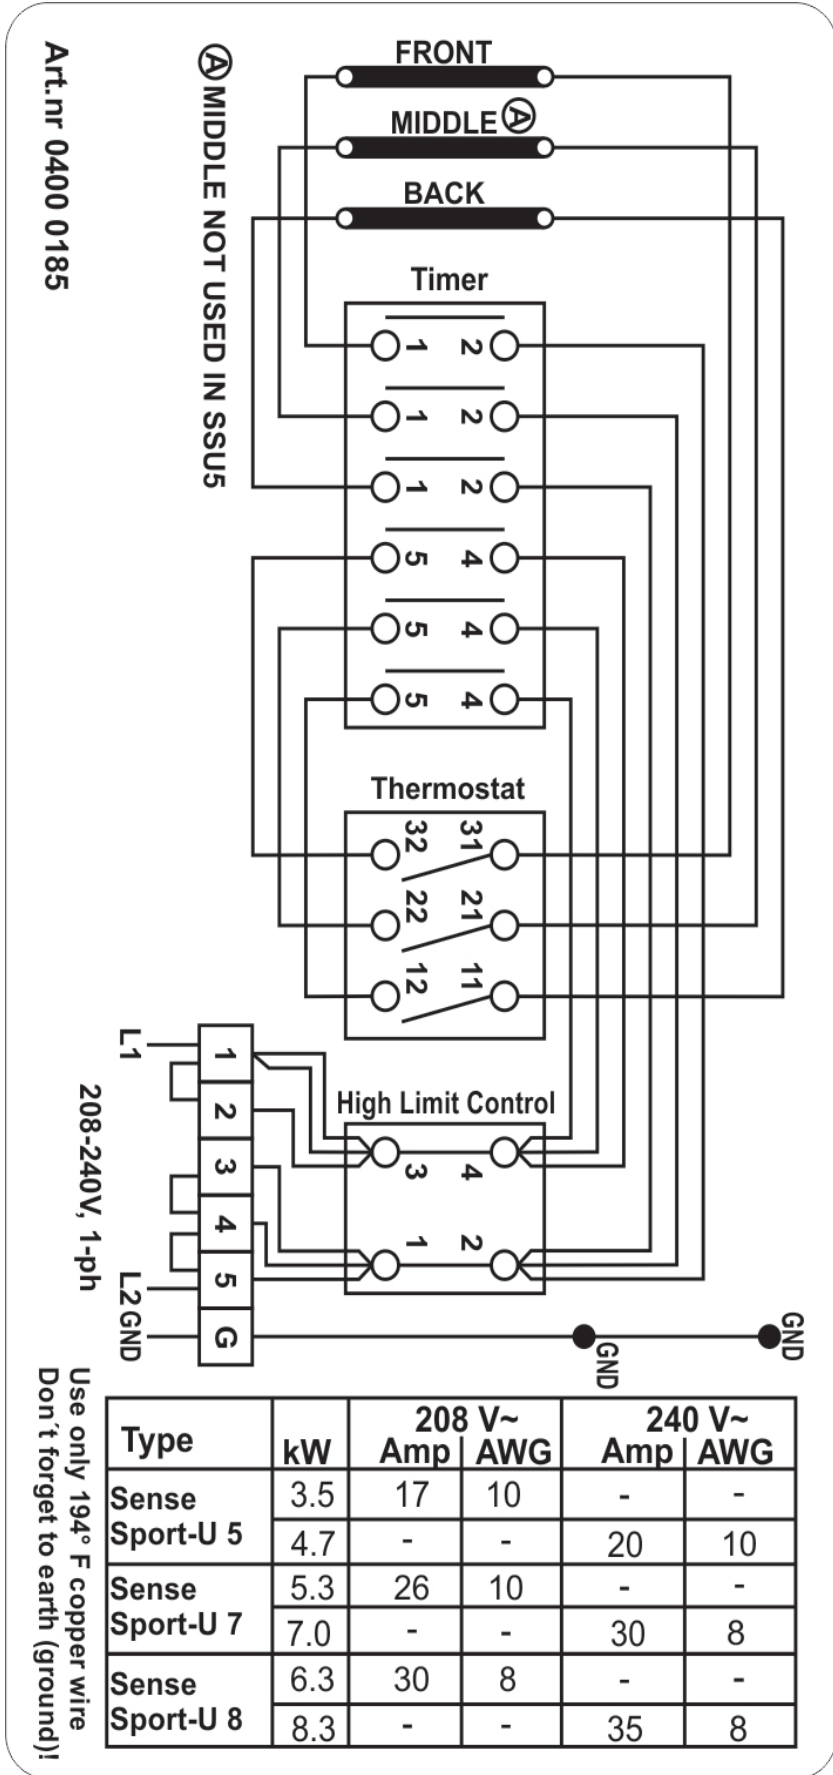 Art.nr 0400 0185
Ⓐ MIDDLE NOT USED IN SSU5
FRONT
MIDDLE Ⓐ
BACK
Timer
1 2
1 2
1 2
5 4
5 4
5 4
Thermostat
32 31
22 21
12 11
High Limit Control
3 4
1 2
L1
1
2
3
4
5
G
L2 GND
208-240V, 1-ph
GND
GND
Use only 194° F copper wire
Don´t forget to earth (ground)!
Type kW 208 V~ 240 V~
Amp AWG Amp AWG
Sense Sport-U 5 3.5 17 10 - -
4.7 - - 20 10
Sense Sport-U 7 5.3 26 10 - -
7.0 - - 30 8
Sense Sport-U 8 6.3 30 8 - -
8.3 - - 35 8